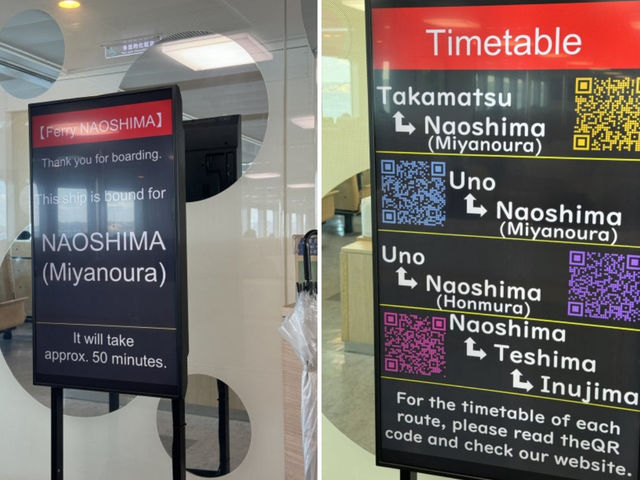 【Ferry NAOSHIMA】
Thank you for boarding.
This ship is bound for
NAOSHIMA
(Miyanoura)
It will take
approx. 50 minutes.
Timetable
Takamatsu
Naoshima
(Miyanoura)
Uno
Naoshima
(Miyanoura)
Uno
Naoshima
(Honmura)
Naoshima
Teshima
Inujima
For the timetable of each
route, please read theQR
code and check our website.